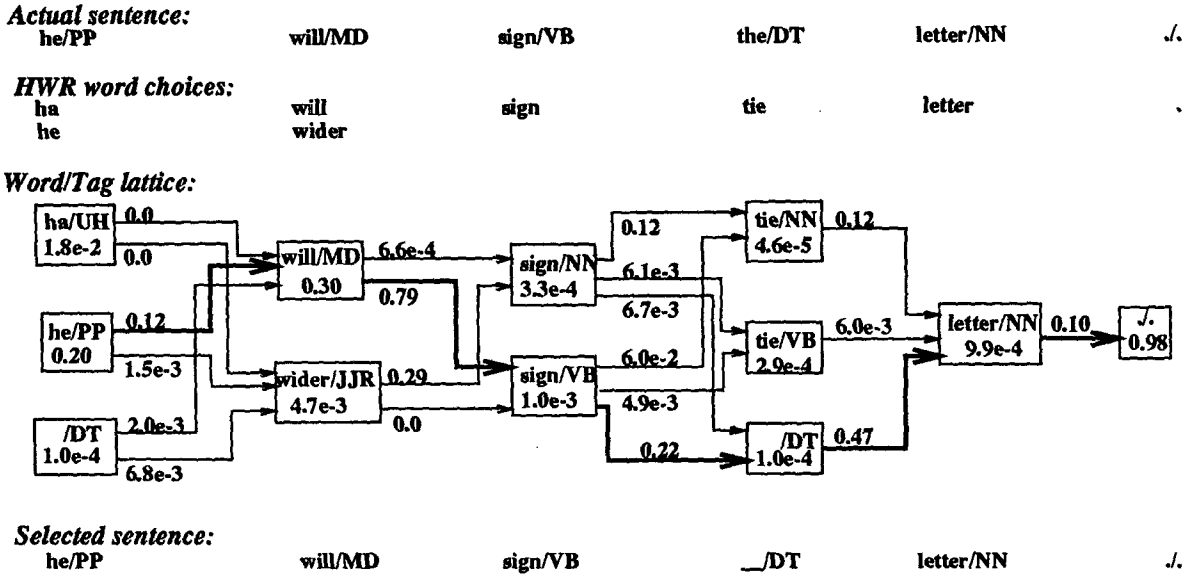 Actual sentence:
he/PP will/MD sign/VB the/DT letter/NN ./.
HWR word choices:
ha will sign tie letter .
he wider
Word/Tag lattice:
ha/UH 1.8e-2 0.0 0.0
he/PP 0.20 0.12 1.5e-3
/DT 1.0e-4 2.0e-3 6.8e-3
will/MD 0.30 6.6e-4 0.79
wider/JJR 4.7e-3 0.29 0.0
sign/NN 3.3e-4 0.12 6.1e-3 6.7e-3
sign/VB 1.0e-3 6.0e-2 4.9e-3 0.22
tie/NN 4.6e-5 0.12
tie/VB 2.9e-4 6.0e-3
/DT 1.0e-4 0.47
letter/NN 9.9e-4 0.10
./. 0.98
Selected sentence:
he/PP will/MD sign/VB __/DT letter/NN ./.